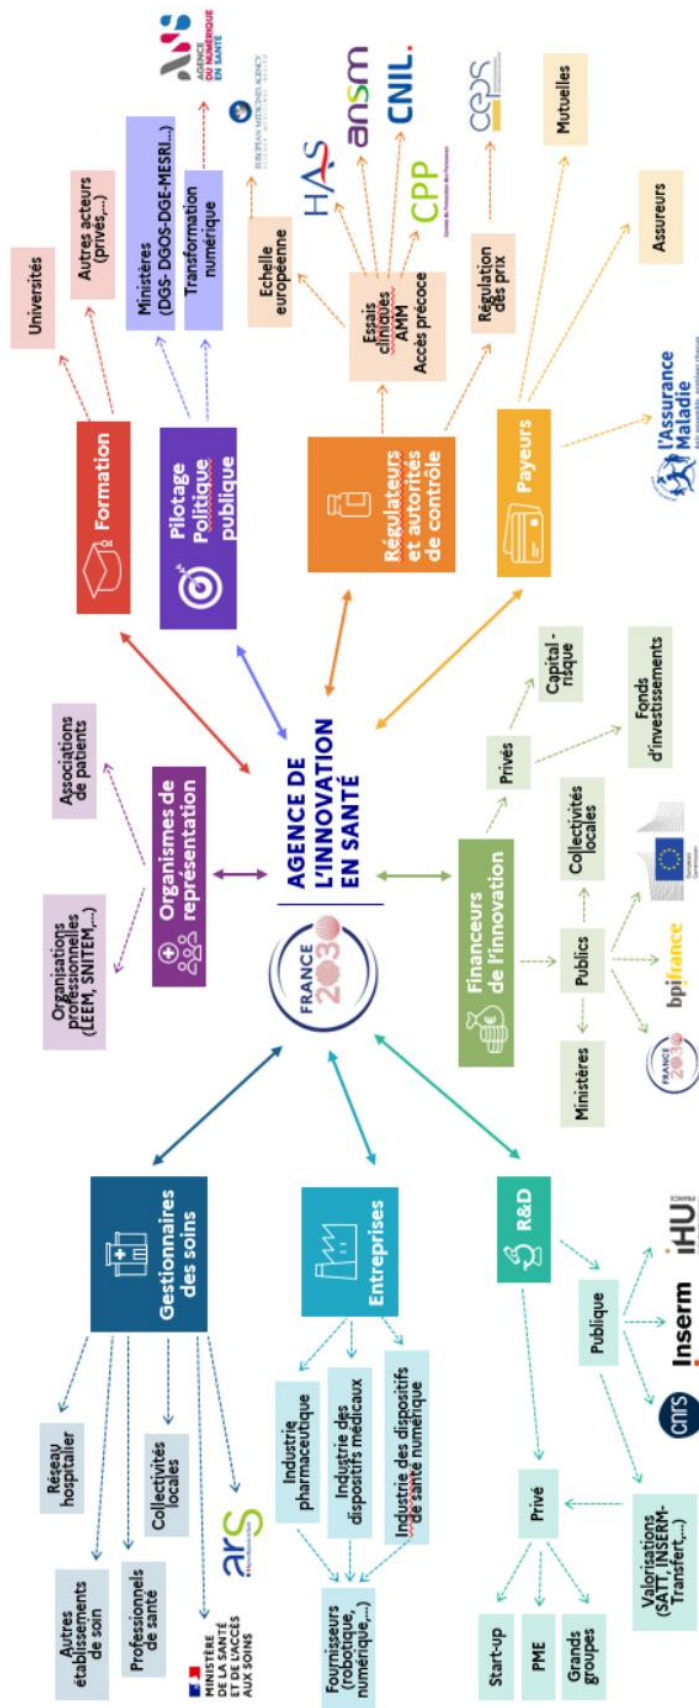 Réseau
hospitalier
Autres
établissements
de soin
Professionnels
de santé
Collectivités
locales
MINISTÈRE
DE LA SANTÉ
ET DE L'ACCÈS
AUX SOINS
ars
Gestionnaires
des soins
Organisations
professionnelles
(LEEM, SNITEM,...)
Associations
de patients
Organismes de
représentation
Formation
Universités
Autres acteurs
(privés,...)
Pilotage
Politique
publique
Ministères
(DGS- DGOS-DGE-MESRI...)
Transformation
numérique
AGENCE
DU NUMÉRIQUE
EN SANTÉ
Fournisseurs
(robotique,
numérique,...)
Industrie
pharmaceutique
Industrie des
dispositifs médicaux
Industrie des dispositifs
de santé numérique
Entreprises
FRANCE
2030
AGENCE DE
L'INNOVATION
EN SANTÉ
Régulateurs
et autorités
de contrôle
Echelle
européenne
EUROPEAN MEDICINES AGENCY
Essais
cliniques
AMM
Accès précoce
HAS
ansm
CNIL.
CPP
Régulation
des prix
ceps
Start-up
PME
Grands
groupes
Privé
R&D
Publique
Valorisations
(SATT, INSERM-
Transfert,...)
cnrs
Inserm
iHU
FRANCE
Financeurs
de l'innovation
Privés
Capital -
risque
Fonds
d'investissements
Publics
Ministères
Collectivités
locales
FRANCE
2030
bpifrance
European
Commission
Payeurs
Mutuelles
Assureurs
l'Assurance
Maladie